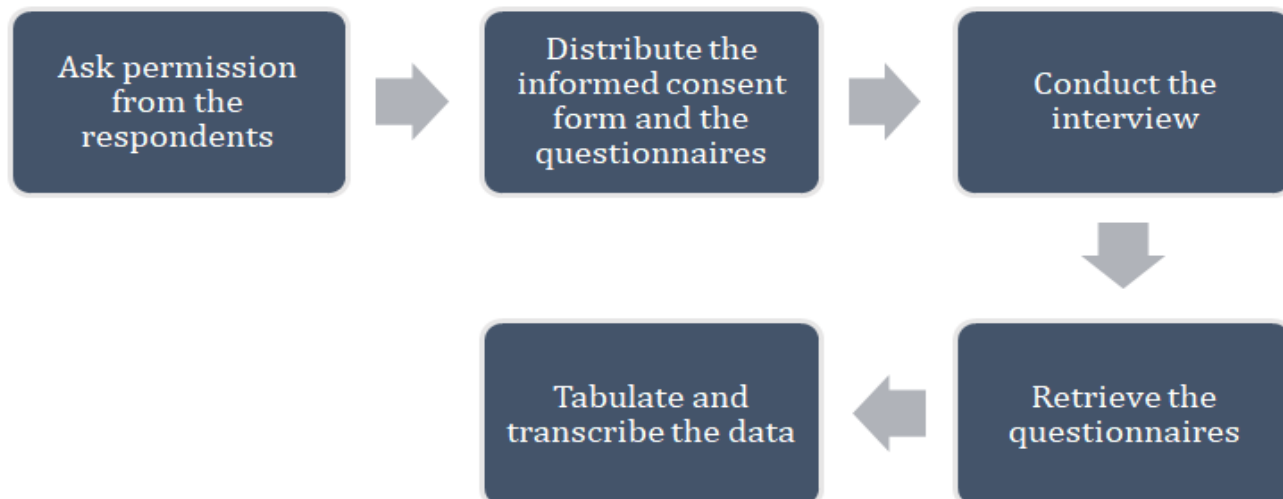 Ask permission
from the
respondents
Distribute the
informed consent
form and the
questionnaires
Conduct the
interview
Retrieve the
questionnaires
Tabulate and
transcribe the data